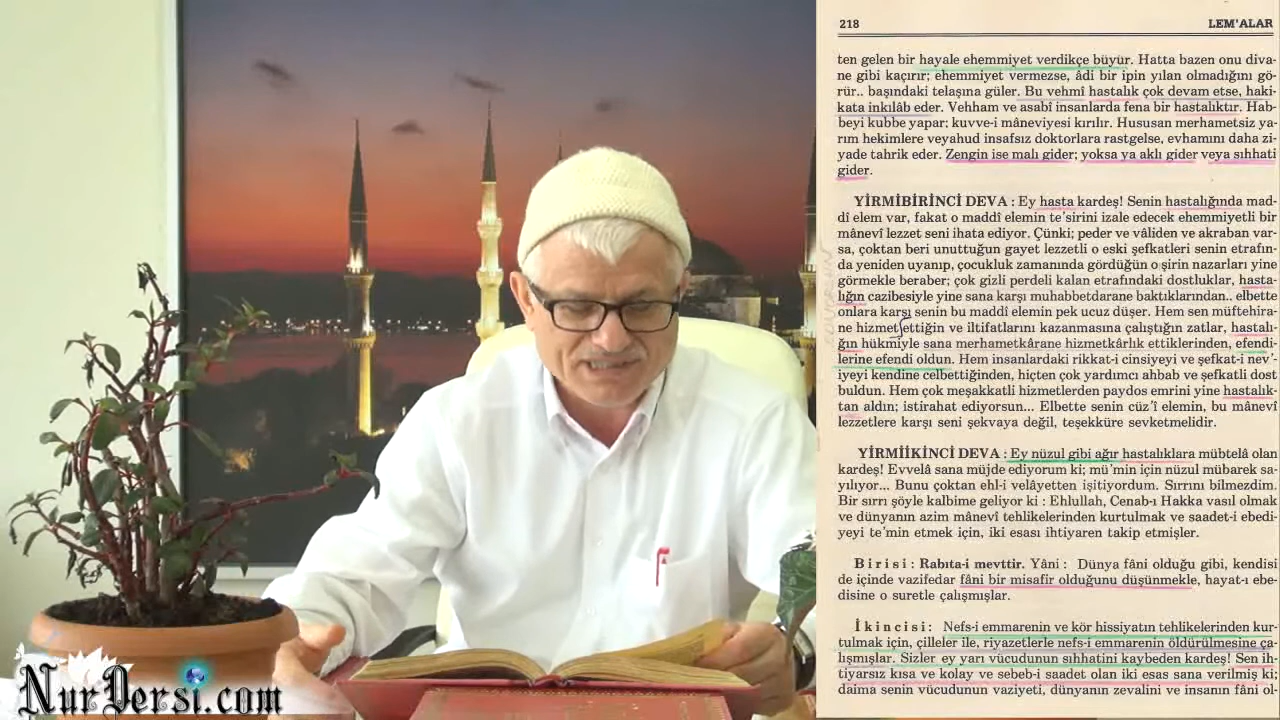 218 LEM'ALAR
ten gelen bir hayale ehemmiyet verdikçe büyür. Hatta bazen onu diva-
ne gibi kaçırır; ehemmiyet vermezse, âdi bir ipin yılan olmadığını gö-
rür.. başındaki telaşına güler. Bu vehmî hastalık çok devam etse, haki-
kata inkılâb eder. Vehham ve asabî insanlarda fena bir hastalıktır. Hab-
beyi kubbe yapar; kuvve-i mâneviyesi kırılır. Hususan merhametsiz ya-
rım hekimlere veyahud insafsız doktorlara rastgelse, evhamını daha zi-
yade tahrik eder. Zengin ise malı gider; yoksa ya aklı gider veya sıhhati
gider.
YİRMİBİRİNCİ DEVA : Ey hasta kardeş! Senin hastalığında mad-
dî elem var, fakat o maddî elemin te'sirini izale edecek ehemmiyetli bir
mânevî lezzet seni ihata ediyor. Çünki; peder ve vâliden ve akraban var-
sa, çoktan beri unuttuğun gayet lezzetli o eski şefkatleri senin etrafın-
da yeniden uyanıp, çocukluk zamanında gördüğün o şirin nazarları yine
görmekle beraber; çok gizli perdeli kalan etrafındaki dostluklar, hasta-
lığın cazibesiyle yine sana karşı muhabbetdarane baktıklarından.. elbette
onlara karşı senin bu maddî elemin pek ucuz düşer. Hem sen müftehira-
ne hizmet ettiğin ve iltifatlarını kazanmasına çalıştığın zatlar, hastalı-
ğın hükmiyle sana merhametkârane hizmetkârlık ettiklerinden, efendi-
lerine efendi oldun. Hem insanlardaki rikkat-i cinsiyeyi ve şefkat-i nev'
iyeyi kendine celbettiğinden, hiçten çok yardımcı ahbab ve şefkatli dost
buldun. Hem çok meşakkatli hizmetlerden paydos emrini yine hastalık-
tan aldın; istirahat ediyorsun... Elbette senin cüz'î elemin, bu mânevî
lezzetlere karşı seni şekvaya değil, teşekküre sevketmelidir.
YİRMİİKİNCİ DEVA : Ey nüzul gibi ağır hastalıklara mübtelâ olan
kardeş! Evvelâ sana müjde ediyorum ki; mü'min için nüzul mübarek sa-
yılıyor... Bunu çoktan ehl-i velâyetten işitiyordum. Sırrını bilmezdim.
Bir sırrı şöyle kalbime geliyor ki : Ehlullah, Cenab-ı Hakka vasıl olmak
ve dünyanın azim mânevî tehlikelerinden kurtulmak ve saadet-i ebedi-
yeyi te'min etmek için, iki esası ihtiyaren takip etmişler.
Birisi: Rabıta-i mevttir. Yâni : Dünya fâni olduğu gibi, kendisi
de içinde vazifedar fâni bir misafir olduğunu düşünmekle, hayat-ı ebe-
disine o suretle çalışmışlar.
İkincisi: Nefs-i emmarenin ve kör hissiyatın tehlikelerinden kur-
tulmak için, çilleler ile, riyazetlerle nefs-i emmarenin öldürülmesine ça-
lışmışlar. Sizler ey yarı vücudunun sıhhatini kaybeden kardeş! Sen ih-
tiyarsız kısa ve kolay ve sebeb-i saadet olan iki esas sana verilmiş ki;
daima senin vücudunun vaziyeti, dünyanın zevalini ve insanın fâni ol-
NurDersi.com